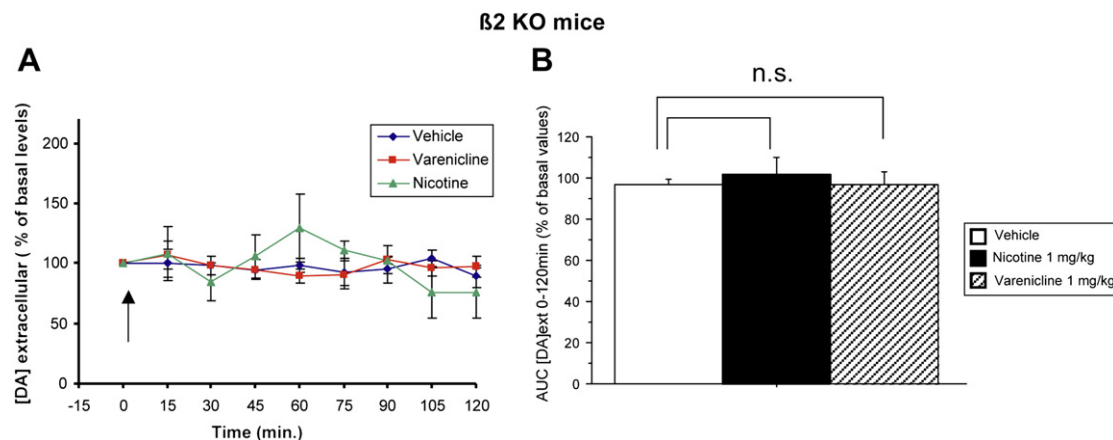 ß2 KO mice
A
[DA] extracellular ( % of basal levels)
200
150
100
50
0
-15 0 15 30 45 60 75 90 105 120
Time (min.)
Vehicle
Varenicline
Nicotine
B
n.s.
AUC [DA]ext 0-120min (% of basal values)
120
100
80
60
40
20
0
Vehicle
Nicotine 1 mg/kg
Varenicline 1 mg/kg